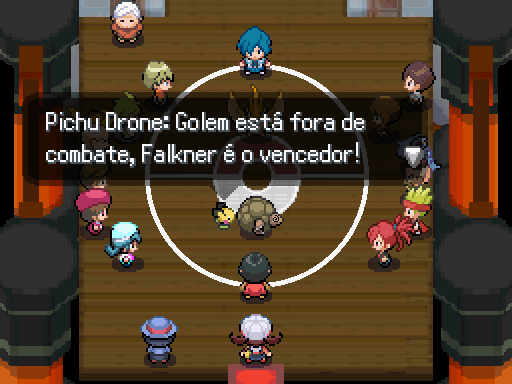 Pichu Drone: Golem está fora de
combate, Falkner é o vencedor!